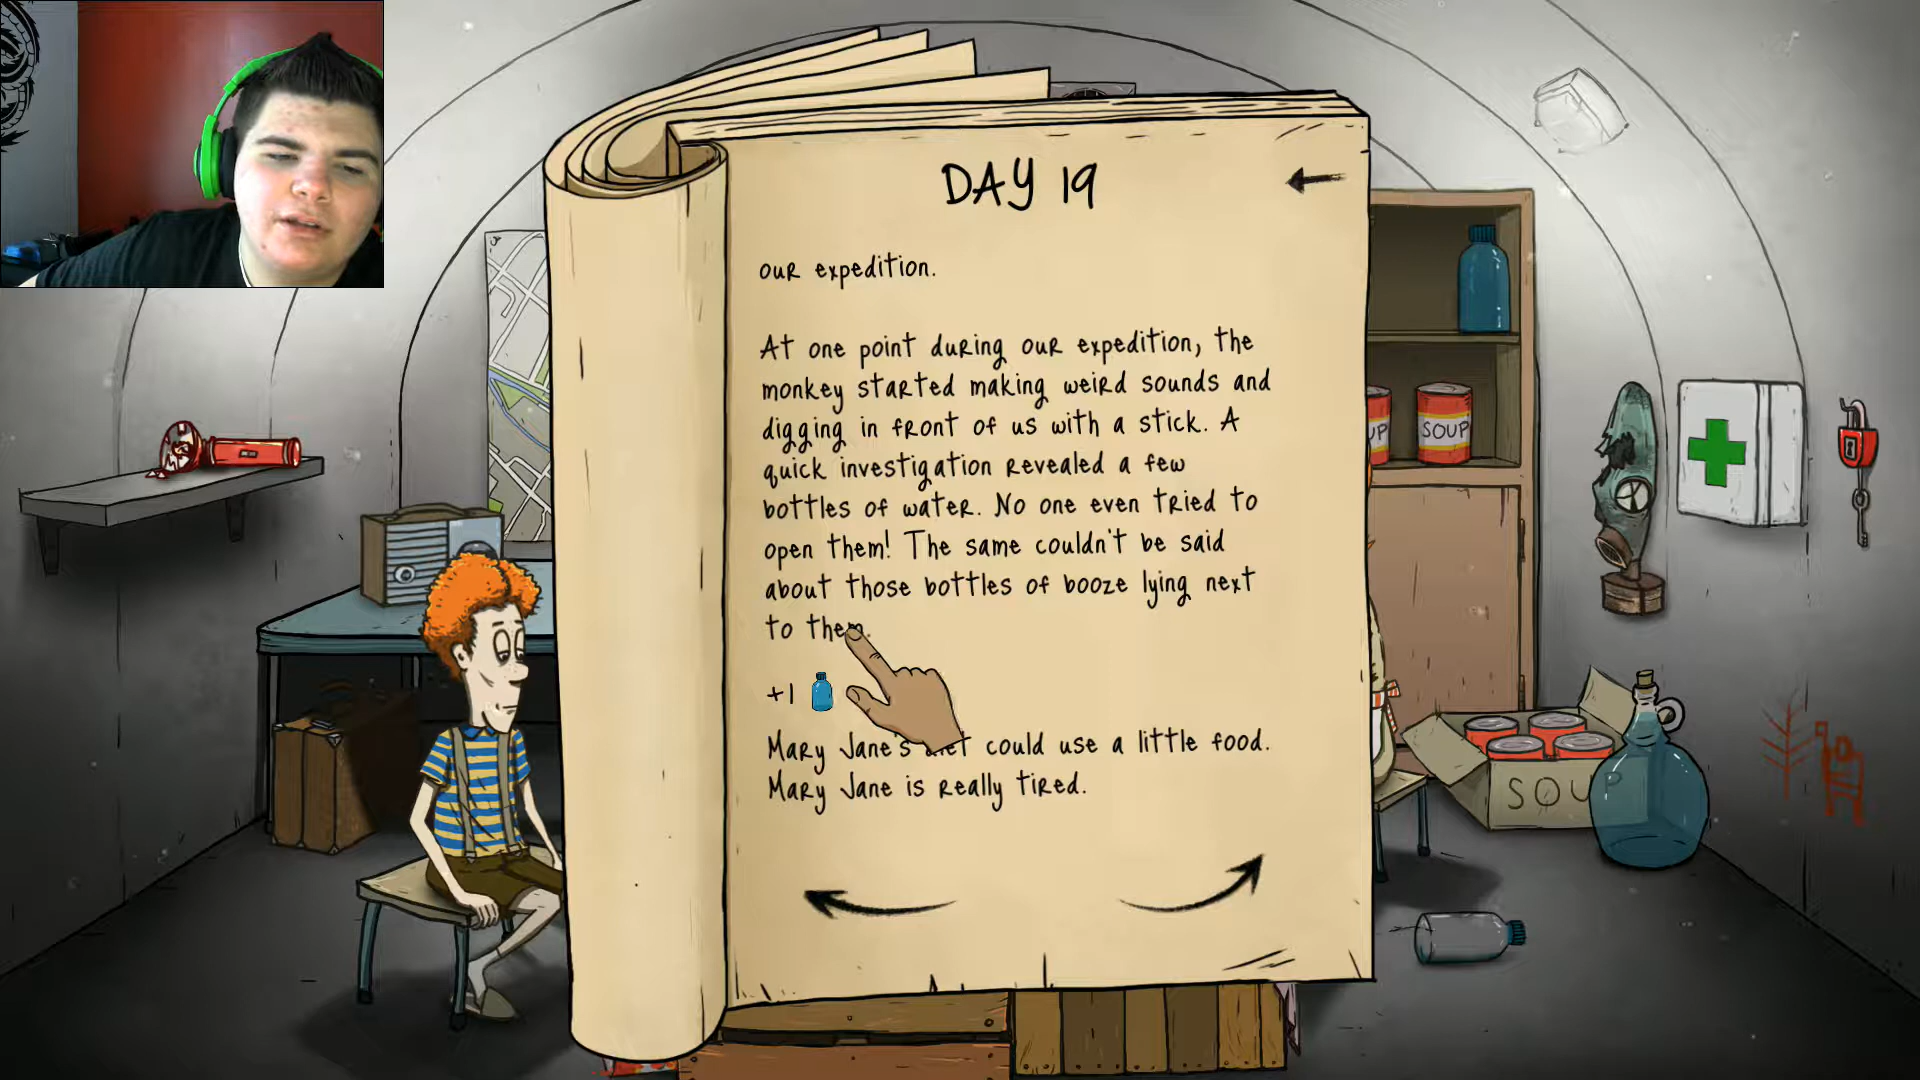 DAY 19
our expedition.
At one point during our expedition, the
monkey started making weird sounds and
digging in front of us with a stick. A
quick investigation revealed a few
bottles of water. No one even tried to
open them! The same couldn't be said
about those bottles of booze lying next
to them.
+1
Mary Jane's diet could use a little food.
Mary Jane is really tired.
UP
SOUP
SOU